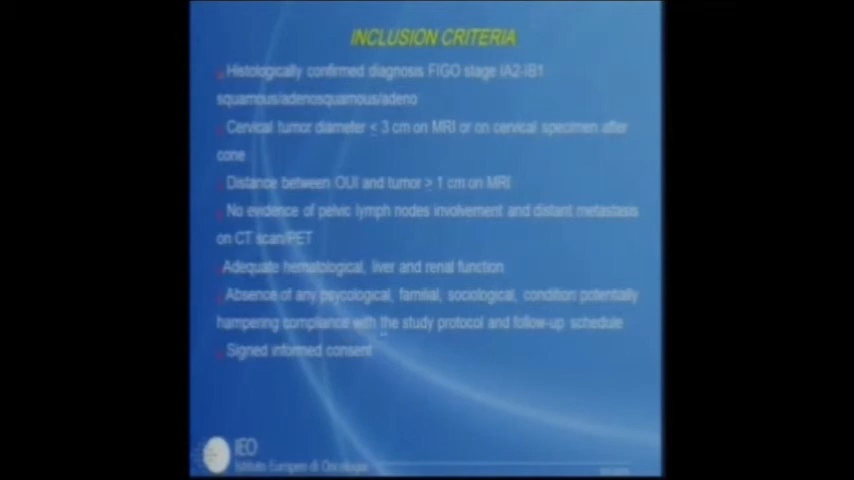 INCLUSION CRITERIA
Histologically confirmed diagnosis FIGO stage IA2-IB1
squamous/adenosquamous/adeno
Cervical tumor diameter ≤ 3 cm on MRI or on cervical specimen after
cone
Distance between OUI and tumor ≥ 1 cm on MRI
No evidence of pelvic lymph nodes involvement and distant metastasis
on CT scan/PET
Adequate hematological, liver and renal function
Absence of any psycological, familial, sociological, condition potentially
hampering compliance with the study protocol and follow-up schedule
Signed informed consent
IEO
Istituto Europeo di Oncologia